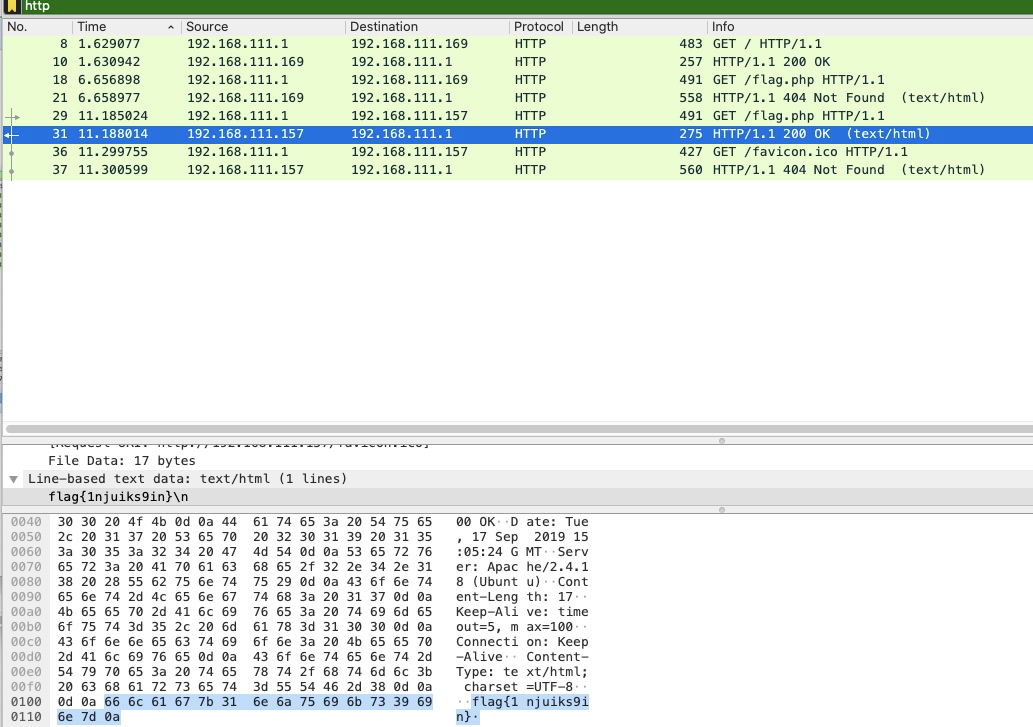 http
No. Time Source Destination Protocol Length Info
8 1.629077 192.168.111.1 192.168.111.169 HTTP 483 GET / HTTP/1.1
10 1.630942 192.168.111.169 192.168.111.1 HTTP 257 HTTP/1.1 200 OK
18 6.656898 192.168.111.1 192.168.111.169 HTTP 491 GET /flag.php HTTP/1.1
21 6.658977 192.168.111.169 192.168.111.1 HTTP 558 HTTP/1.1 404 Not Found (text/html)
29 11.185024 192.168.111.1 192.168.111.157 HTTP 491 GET /flag.php HTTP/1.1
31 11.188014 192.168.111.157 192.168.111.1 HTTP 275 HTTP/1.1 200 OK (text/html)
36 11.299755 192.168.111.1 192.168.111.157 HTTP 427 GET /favicon.ico HTTP/1.1
37 11.300599 192.168.111.157 192.168.111.1 HTTP 560 HTTP/1.1 404 Not Found (text/html)
[Request URI: http://192.168.111.157/favicon.ico]
File Data: 17 bytes
Line-based text data: text/html (1 lines)
flag{1njuiks9in}\n
0040 30 30 20 4f 4b 0d 0a 44 61 74 65 3a 20 54 75 65 00 OK··D ate: Tue
0050 2c 20 31 37 20 53 65 70 20 32 30 31 39 20 31 35 , 17 Sep 2019 15
0060 3a 30 35 3a 32 34 20 47 4d 54 0d 0a 53 65 72 76 :05:24 G MT··Serv
0070 65 72 3a 20 41 70 61 63 68 65 2f 32 2e 34 2e 31 er: Apac he/2.4.1
0080 38 20 28 55 62 75 6e 74 75 29 0d 0a 43 6f 6e 74 8 (Ubunt u)··Cont
0090 65 6e 74 2d 4c 65 6e 67 74 68 3a 20 31 37 0d 0a ent-Leng th: 17··
00a0 4b 65 65 70 2d 41 6c 69 76 65 3a 20 74 69 6d 65 Keep-Ali ve: time
00b0 6f 75 74 3d 35 2c 20 6d 61 78 3d 31 30 30 0d 0a out=5, m ax=100··
00c0 43 6f 6e 6e 65 63 74 69 6f 6e 3a 20 4b 65 65 70 Connecti on: Keep
00d0 2d 41 6c 69 76 65 0d 0a 43 6f 6e 74 65 6e 74 2d -Alive·· Content-
00e0 54 79 70 65 3a 20 74 65 78 74 2f 68 74 6d 6c 3b Type: te xt/html;
00f0 20 63 68 61 72 73 65 74 3d 55 54 46 2d 38 0d 0a charset =UTF-8··
0100 0d 0a 66 6c 61 67 7b 31 6e 6a 75 69 6b 73 39 69 ··flag{1 njuiks9i
0110 6e 7d 0a n}·